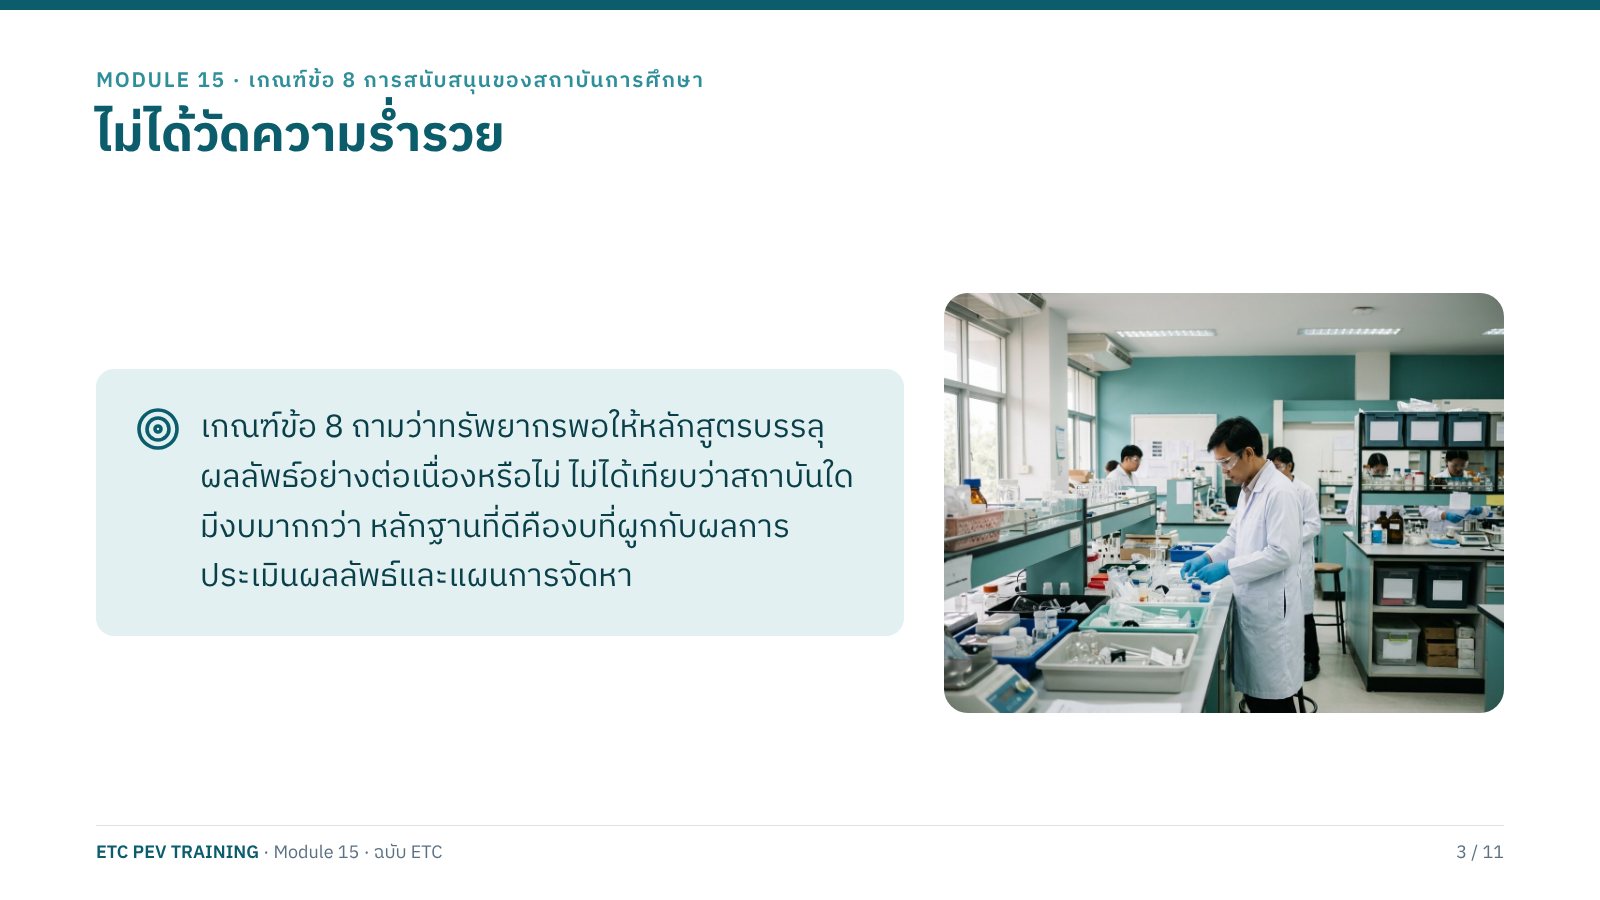 MODULE 15 · เกณฑ์ข้อ 8 การสนับสนุนของสถาบันการศึกษา
ไม่ได้วัดความร่ำรวย
เกณฑ์ข้อ 8 ถามว่าทรัพยากรพอให้หลักสูตรบรรลุ
ผลลัพธ์อย่างต่อเนื่องหรือไม่ ไม่ได้เทียบว่าสถาบันใด
มีงบมากกว่า หลักฐานที่ดีคืองบที่ผูกกับผลการ
ประเมินผลลัพธ์และแผนการจัดหา
ETC PEV TRAINING · Module 15 · ฉบับ ETC
3 / 11